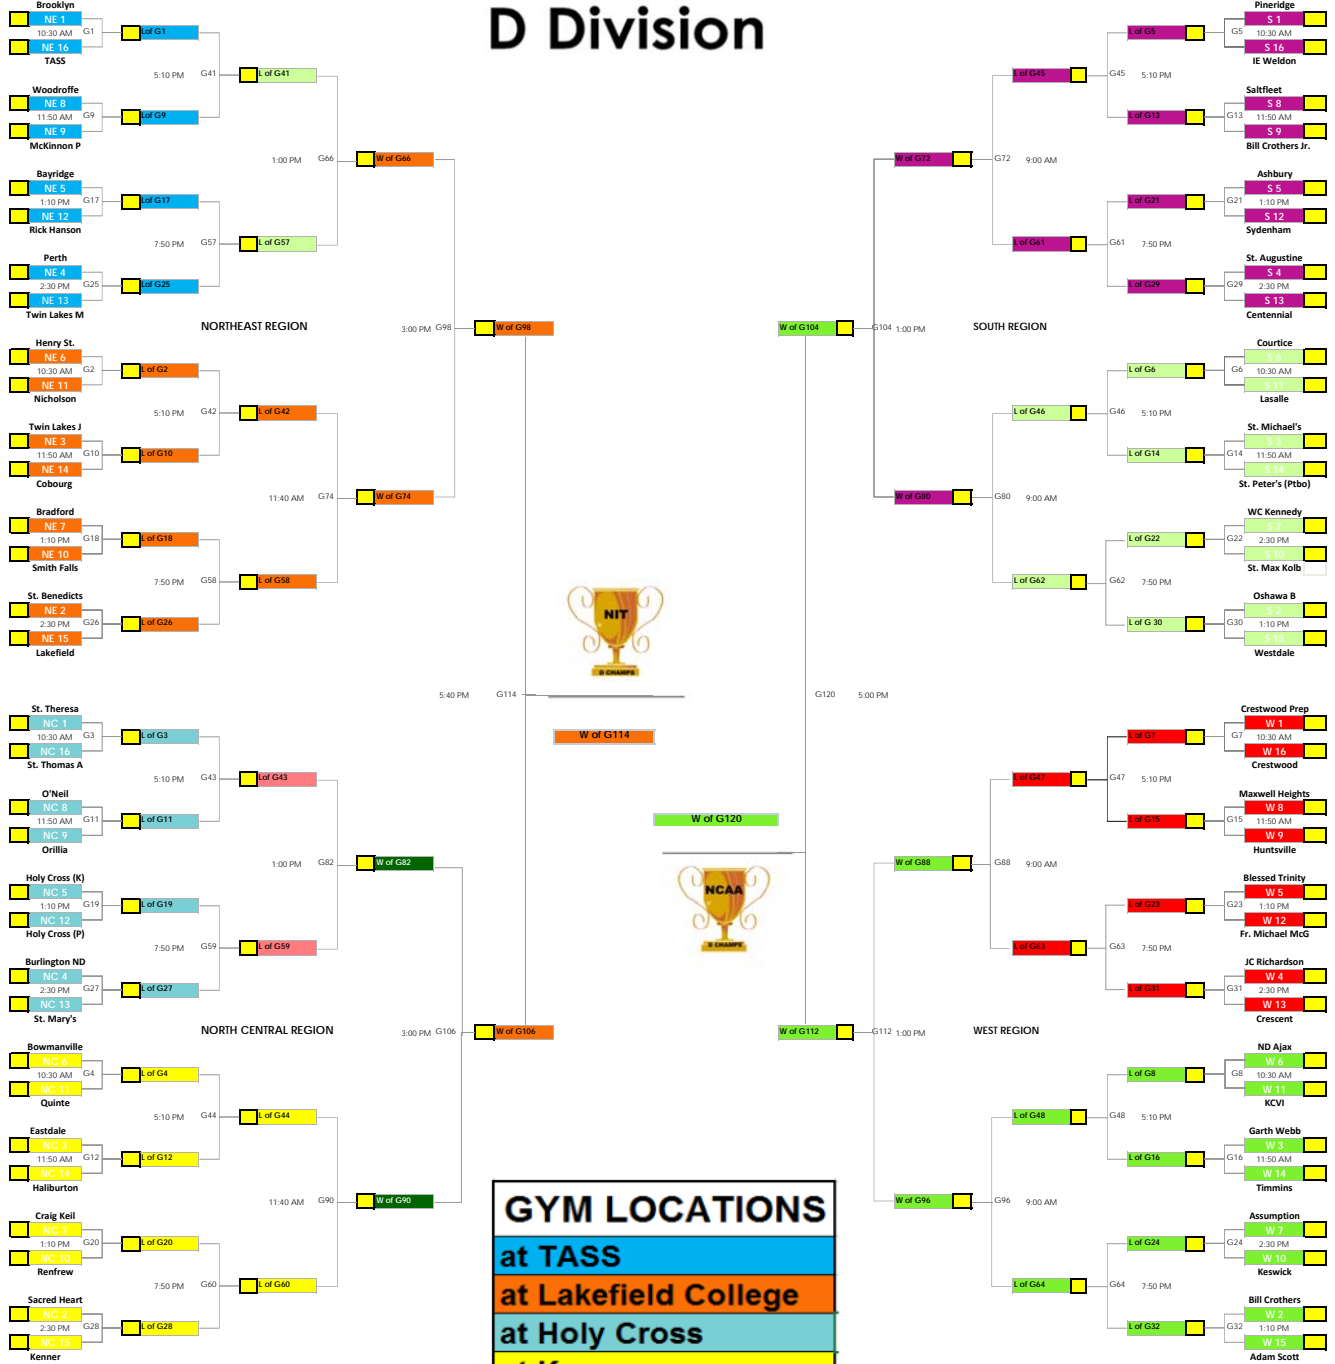 D Division
Brooklyn
NE 1
10:30 AM G1
NE 16
TASS
L of G1
5:10 PM G41
L of G41
Woodroffe
NE 8
11:50 AM G9
NE 9
McKinnon P
L of G9
1:00 PM G66
W of G66
Bayridge
NE 5
1:10 PM G17
NE 12
Rick Hanson
L of G17
7:50 PM G57
L of G57
Perth
NE 4
2:30 PM G25
NE 13
Twin Lakes M
L of G25
NORTHEAST REGION
3:00 PM G98
W of G98
Henry St.
NE 6
10:30 AM G2
NE 11
Nicholson
L of G2
5:10 PM G42
L of G42
Twin Lakes J
NE 3
11:50 AM G10
NE 14
Cobourg
L of G10
11:40 AM G74
W of G74
Bradford
NE 7
1:10 PM G18
NE 10
Smith Falls
L of G18
7:50 PM G58
L of G58
St. Benedicts
NE 2
2:30 PM G26
NE 15
Lakefield
L of G26
5:40 PM G114
W of G114
NIT
D CHAMPS
St. Theresa
NC 1
10:30 AM G3
NC 16
St. Thomas A
L of G3
5:10 PM G43
L of G43
O'Neil
NC 8
11:50 AM G11
NC 9
Orillia
L of G11
1:00 PM G82
W of G82
Holy Cross (K)
NC 5
1:10 PM G19
NC 12
Holy Cross (P)
L of G19
7:50 PM G59
L of G59
Burlington ND
NC 4
2:30 PM G27
NC 13
St. Mary's
L of G27
NORTH CENTRAL REGION
3:00 PM G106
W of G106
Bowmanville
NC 6
10:30 AM G4
NC 11
Quinte
L of G4
5:10 PM G44
L of G44
Eastdale
NC 3
11:50 AM G12
NC 14
Haliburton
L of G12
11:40 AM G90
W of G90
Craig Keil
NC 7
1:10 PM G20
NC 10
Renfrew
L of G20
7:50 PM G60
L of G60
Sacred Heart
NC 2
2:30 PM G28
NC 15
Kenner
L of G28
Pineridge
S 1
G5 10:30 AM
S 16
IE Weldon
L of G5
G45 5:10 PM
L of G45
Saltfleet
S 8
G13 11:50 AM
S 9
Bill Crothers Jr.
L of G13
G72 9:00 AM
W of G72
Ashbury
S 5
G21 1:10 PM
S 12
Sydenham
L of G21
G61 7:50 PM
L of G61
St. Augustine
S 4
G29 2:30 PM
S 13
Centennial
L of G29
SOUTH REGION
G104 1:00 PM
W of G104
Courtice
S 6
G6 10:30 AM
S 11
Lasalle
L of G6
G46 5:10 PM
L of G46
St. Michael's
S 3
G14 11:50 AM
S 14
St. Peter's (Ptbo)
L of G14
G80 9:00 AM
W of G80
WC Kennedy
S 7
G22 2:30 PM
S 10
St. Max Kolb
L of G22
G62 7:50 PM
L of G62
Oshawa B
S 2
G30 1:10 PM
S 15
Westdale
L of G 30
G120 5:00 PM
W of G120
NCAA
D CHAMPS
Crestwood Prep
W 1
G7 10:30 AM
W 16
Crestwood
L of G7
G47 5:10 PM
L of G47
Maxwell Heights
W 8
G15 11:50 AM
W 9
Huntsville
L of G15
G88 9:00 AM
W of G88
Blessed Trinity
W 5
G23 1:10 PM
W 12
Fr. Michael McG
L of G23
G63 7:50 PM
L of G63
JC Richardson
W 4
G31 2:30 PM
W 13
Crescent
L of G31
WEST REGION
G112 1:00 PM
W of G112
ND Ajax
W 6
G8 10:30 AM
W 11
KCVI
L of G8
G48 5:10 PM
L of G48
Garth Webb
W 3
G16 11:50 AM
W 14
Timmins
L of G16
G96 9:00 AM
W of G96
Assumption
W 7
G24 2:30 PM
W 10
Keswick
L of G24
G64 7:50 PM
L of G64
Bill Crothers
W 2
G32 1:10 PM
W 15
Adam Scott
L of G32
GYM LOCATIONS
at TASS
at Lakefield College
at Holy Cross